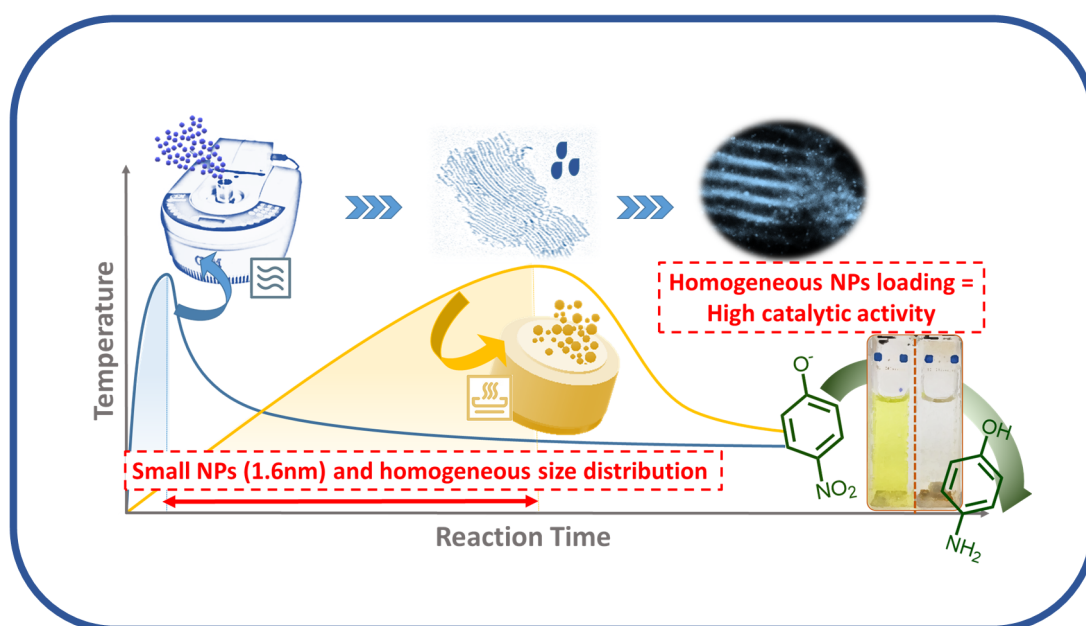 Temperature
Homogeneous NPs loading =
High catalytic activity
O⁻
NO₂
OH
NH₂
Small NPs (1.6nm) and homogeneous size distribution
Reaction Time